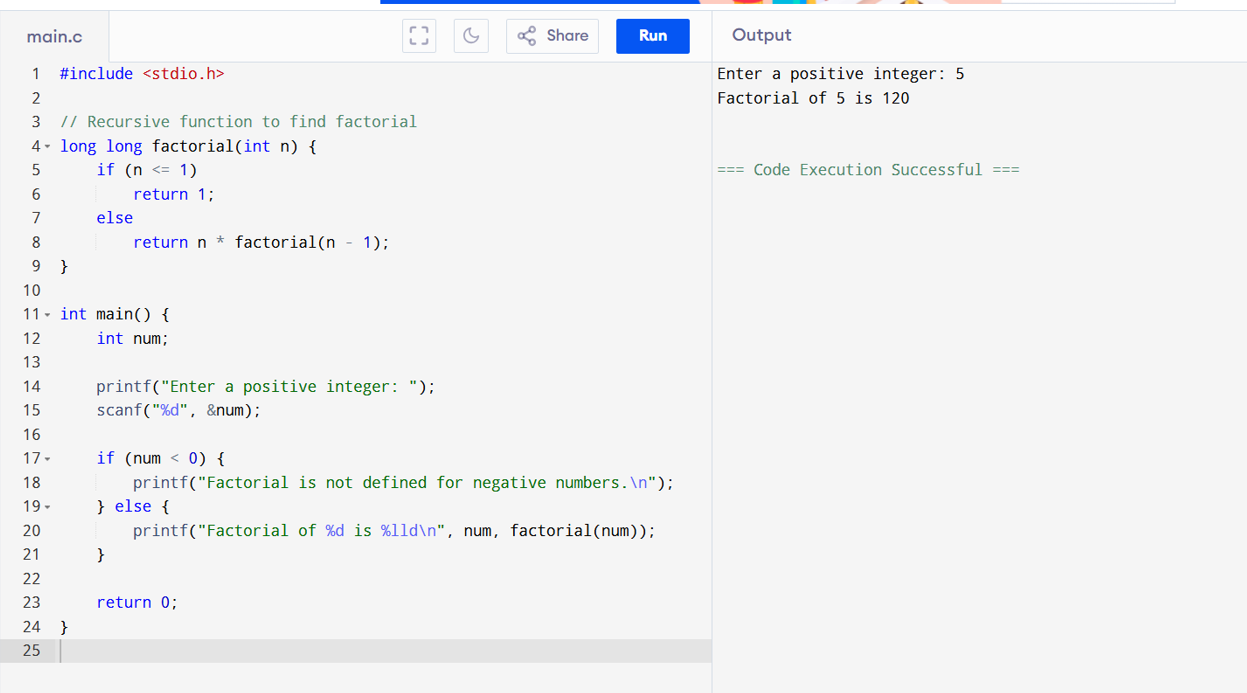 main.c
Share
Run
Output
1 #include <stdio.h>
2
3 // Recursive function to find factorial
4 long long factorial(int n) {
5     if (n <= 1)
6         return 1;
7     else
8         return n * factorial(n - 1);
9 }
10
11 int main() {
12     int num;
13
14     printf("Enter a positive integer: ");
15     scanf("%d", &num);
16
17     if (num < 0) {
18         printf("Factorial is not defined for negative numbers.\n");
19     } else {
20         printf("Factorial of %d is %lld\n", num, factorial(num));
21     }
22
23     return 0;
24 }
25
Enter a positive integer: 5
Factorial of 5 is 120
=== Code Execution Successful ===